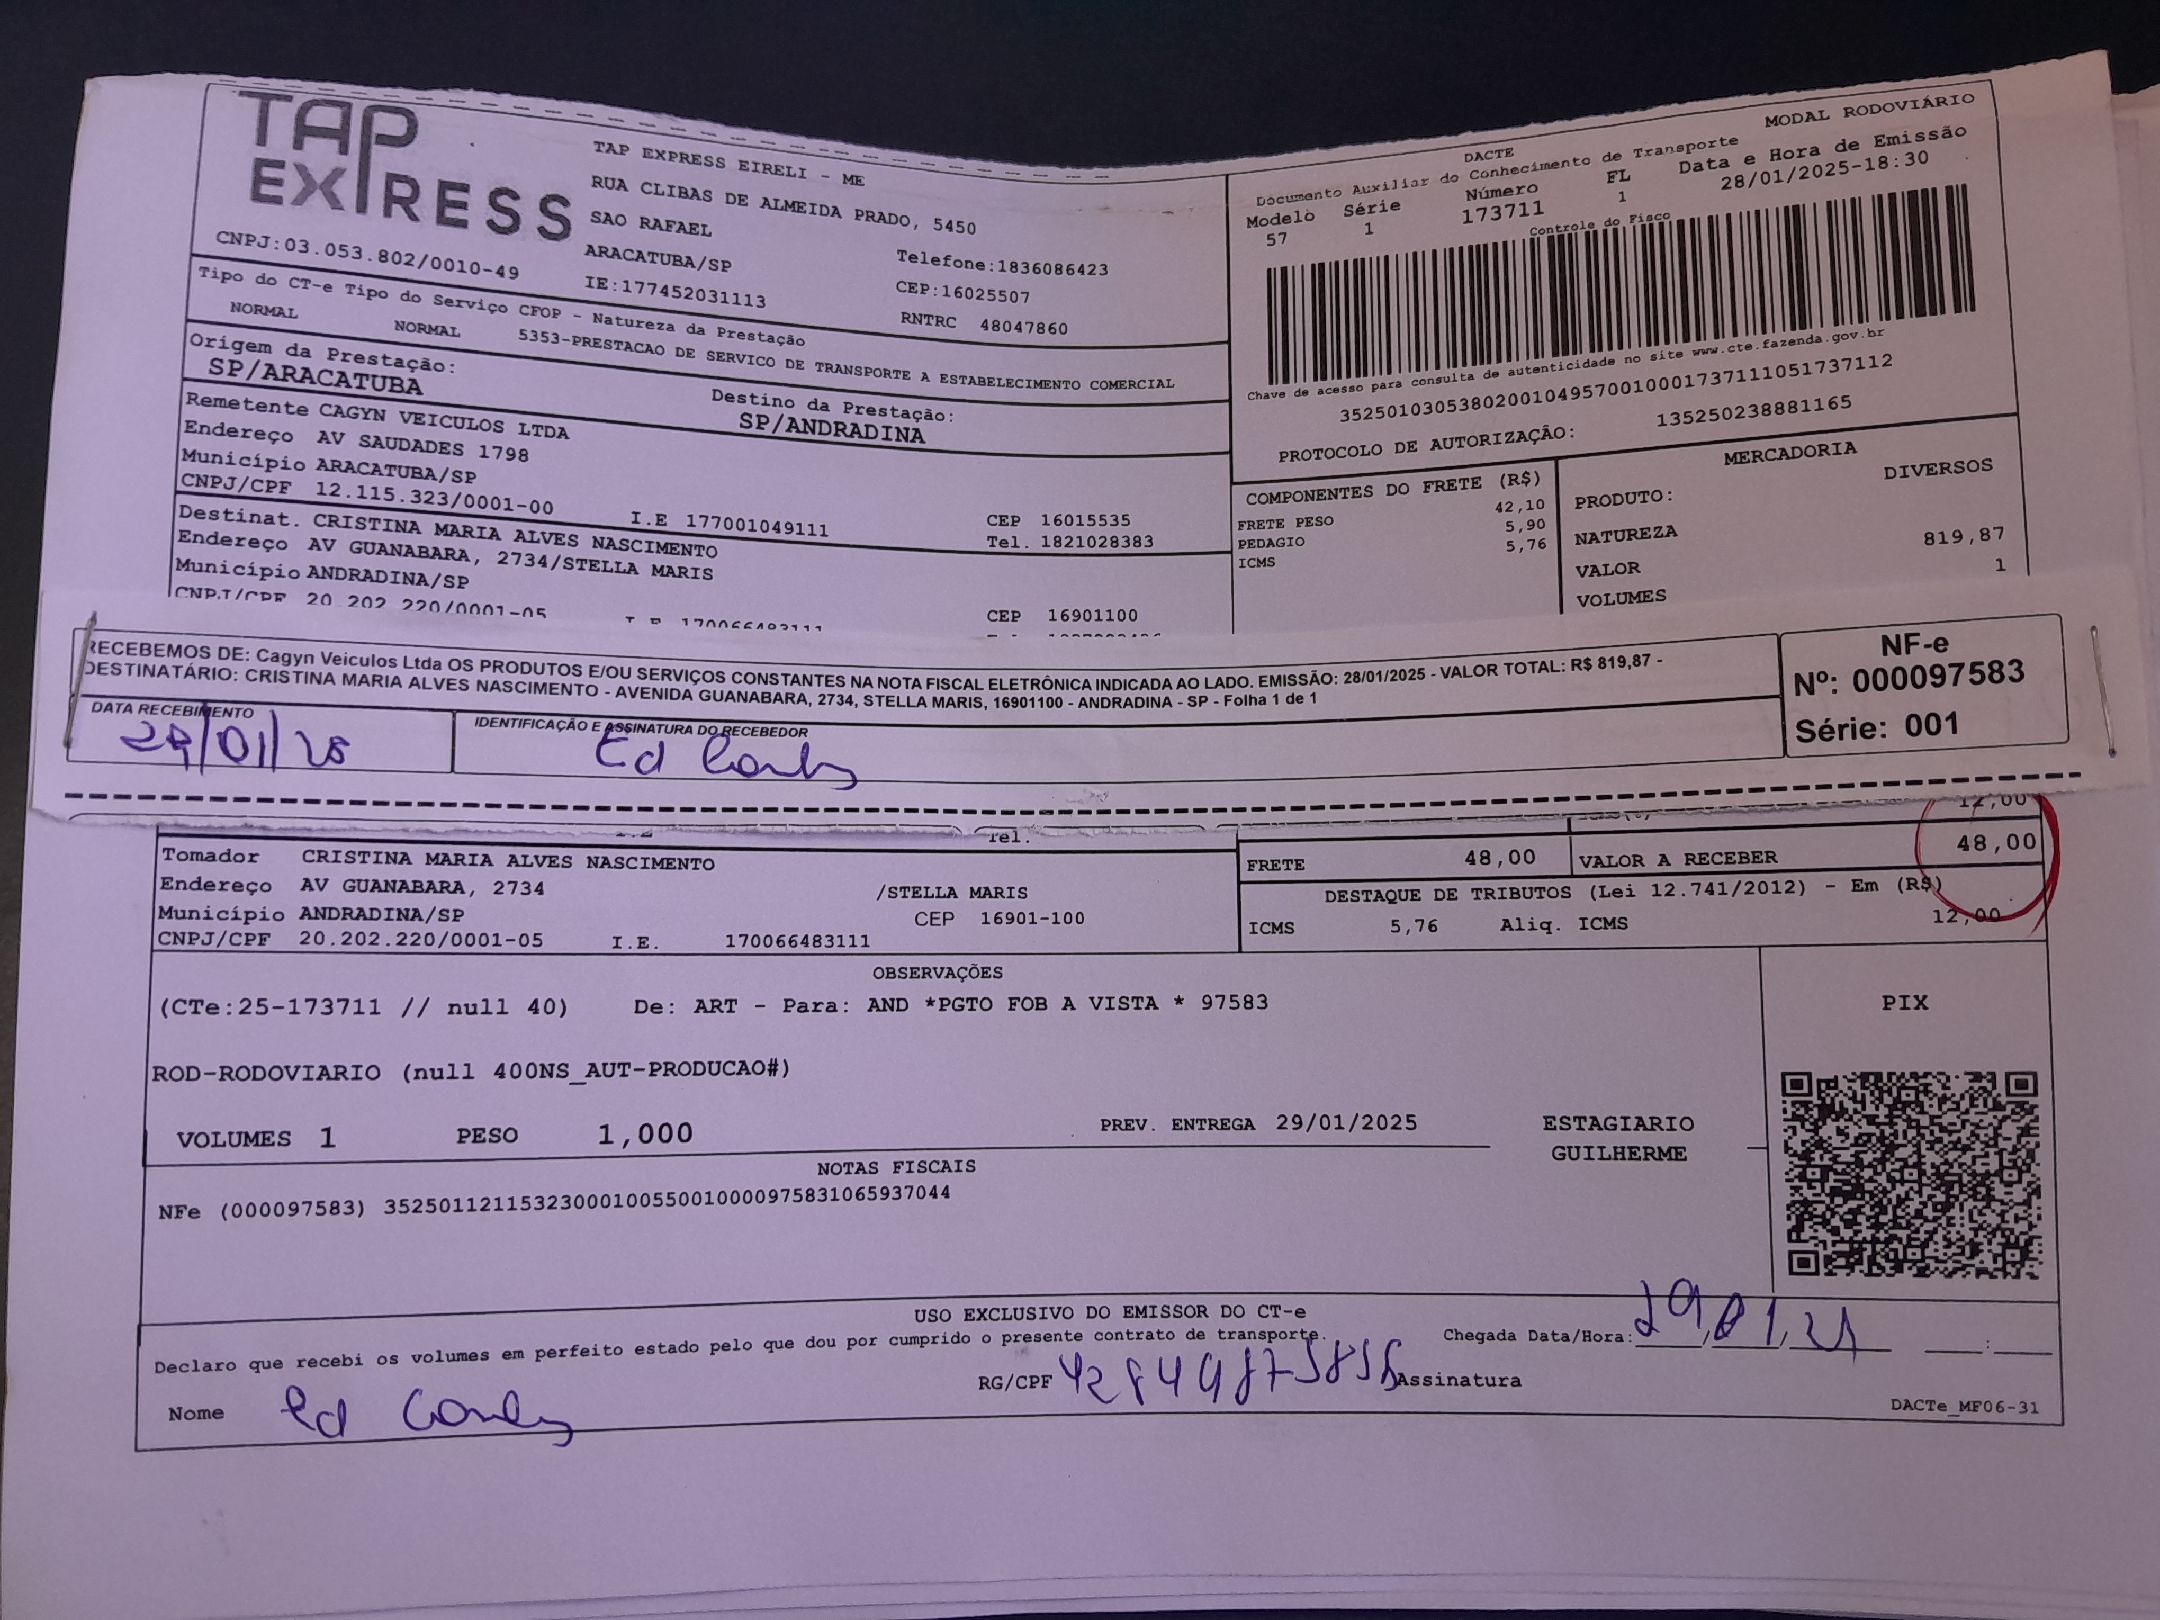 TAP
EXPRESS
CNPJ:03.053.802/0010-49
TAP EXPRESS EIRELI - ME
RUA CLIBAS DE ALMEIDA PRADO, 5450
SAO RAFAEL
ARACATUBA/SP
IE:177452031113
Telefone:1836086423
CEP:16025507
RNTRC 48047860
DACTE
MODAL RODOVIÁRIO
Documento Auxiliar do Conhecimento de Transporte
Modelo Série Número FL Data e Hora de Emissão
57 1 173711 1 28/01/2025-18:30
Controle do Fisco
Chave de acesso para consulta de autenticidade no site www.cte.fazenda.gov.br
35250103053802001049570010001737111051737112
PROTOCOLO DE AUTORIZAÇÃO: 135250238881165
Tipo do CT-e Tipo do Serviço CFOP - Natureza da Prestação
NORMAL NORMAL 5353-PRESTACAO DE SERVICO DE TRANSPORTE A ESTABELECIMENTO COMERCIAL
Origem da Prestação:
SP/ARACATUBA
Destino da Prestação:
SP/ANDRADINA
Remetente CAGYN VEICULOS LTDA
Endereço AV SAUDADES 1798
Município ARACATUBA/SP CEP 16015535
CNPJ/CPF 12.115.323/0001-00 I.E 177001049111 Tel. 1821028383
Destinat. CRISTINA MARIA ALVES NASCIMENTO
Endereço AV GUANABARA, 2734/STELLA MARIS
Município ANDRADINA/SP CEP 16901100
CNPJ/CPF 20.202.220/0001-05 I.E 170066483111
COMPONENTES DO FRETE (R$)
FRETE PESO 42,10
PEDAGIO 5,90
ICMS 5,76
MERCADORIA
PRODUTO: DIVERSOS
NATUREZA
VALOR 819,87
VOLUMES 1
RECEBEMOS DE: Cagyn Veiculos Ltda OS PRODUTOS E/OU SERVIÇOS CONSTANTES NA NOTA FISCAL ELETRÔNICA INDICADA AO LADO. EMISSÃO: 28/01/2025 - VALOR TOTAL: R$ 819,87 -
DESTINATÁRIO: CRISTINA MARIA ALVES NASCIMENTO - AVENIDA GUANABARA, 2734, STELLA MARIS, 16901100 - ANDRADINA - SP - Folha 1 de 1
DATA RECEBIMENTO
29/01/25
IDENTIFICAÇÃO E ASSINATURA DO RECEBEDOR
Ed
NF-e
Nº: 000097583
Série: 001
12,00
Tel.
Tomador CRISTINA MARIA ALVES NASCIMENTO
Endereço AV GUANABARA, 2734 /STELLA MARIS
Município ANDRADINA/SP CEP 16901-100
CNPJ/CPF 20.202.220/0001-05 I.E. 170066483111
FRETE 48,00 VALOR A RECEBER 48,00
DESTAQUE DE TRIBUTOS (Lei 12.741/2012) - Em (R$)
ICMS 5,76 Aliq. ICMS 12,00
OBSERVAÇÕES
(CTe:25-173711 // null 40) De: ART - Para: AND *PGTO FOB A VISTA * 97583
ROD-RODOVIARIO (null 400NS_AUT-PRODUCAO#)
VOLUMES 1 PESO 1,000 PREV. ENTREGA 29/01/2025
ESTAGIARIO
GUILHERME
PIX
NOTAS FISCAIS
NFe (000097583) 35250112115323000100550010000975831065937044
USO EXCLUSIVO DO EMISSOR DO CT-e
Declaro que recebi os volumes em perfeito estado pelo que dou por cumprido o presente contrato de transporte.
Chegada Data/Hora: 29/01/
Nome Ed
RG/CPF
Assinatura
DACTe_MF06-31